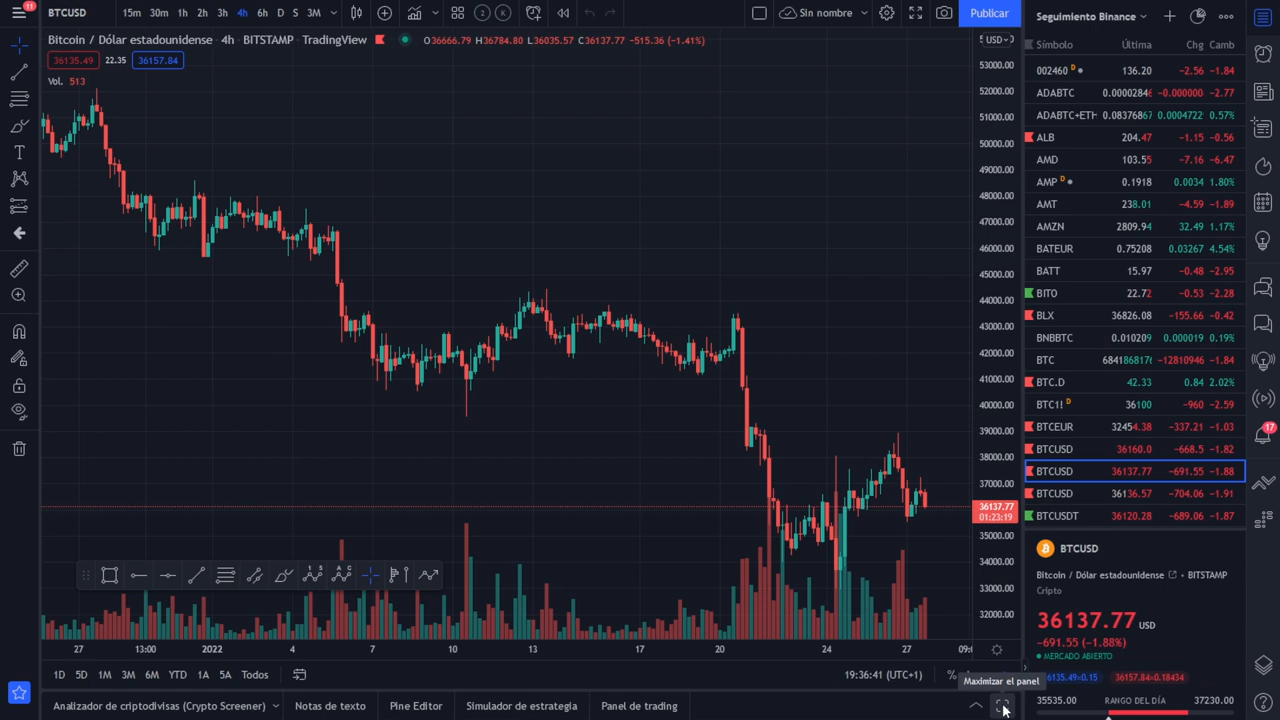 11
BTCUSD
15m 30m 1h 2h 3h 4h 6h D S 3M
2 K
Sin nombre
Publicar
Bitcoin / Dólar estadounidense • 4h • BITSTAMP • TradingView
O36666.79 H36784.80 L36035.57 C36137.77 -515.36 (-1.41%)
36135.49 22.35 36157.84
Vol. 513
USD
53000.00
52000.00
51000.00
50000.00
49000.00
48000.00
47000.00
46000.00
45000.00
44000.00
43000.00
42000.00
41000.00
40000.00
39000.00
38000.00
37000.00
36137.77
01:23:19
35000.00
34000.00
33000.00
32000.00
27 13:00 2022 4 7 10 13 17 20 24 27 09:0
1D 5D 1M 3M 6M YTD 1A 5A Todos
19:36:41 (UTC+1)
%
Maximizar el panel
Analizador de criptodivisas (Crypto Screener)
Notas de texto
Pine Editor
Simulador de estrategia
Panel de trading
Seguimiento Binance
Símbolo Última Chg Camb
002460 D 136.20 -2.56 -1.84
ADABTC 0.0000284 -0.000000 -2.77
ADABTC+ETH 0.08376867 0.0004722 0.57%
ALB 204.47 -1.15 -0.56
AMD 103.55 -7.16 -6.47
AMP D 0.1918 0.0034 1.80%
AMT 238.01 -4.59 -1.89
AMZN 2809.94 32.49 1.17%
BATEUR 0.75208 0.03267 4.54%
BATT 15.97 -0.48 -2.95
BITO 22.72 -0.53 -2.28
BLX 36826.08 -155.66 -0.42
BNBBTC 0.010209 0.000019 0.19%
BTC 684186817 -12810946 -1.84
BTC.D 42.33 0.84 2.02%
BTC1! D 36100 -960 -2.59
BTCEUR 32454.38 -337.21 -1.03
BTCUSD 36160.0 -668.5 -1.82
BTCUSD 36137.77 -691.55 -1.88
BTCUSD 36136.57 -704.06 -1.91
BTCUSDT 36120.28 -689.06 -1.87
BTCUSD
Bitcoin / Dólar estadounidense • BITSTAMP
Cripto
36137.77 USD
-691.55 (-1.88%)
MERCADO ABIERTO
36135.49×0.15 36157.84×0.18434
35535.00 RANGO DEL DÍA 37230.00
17